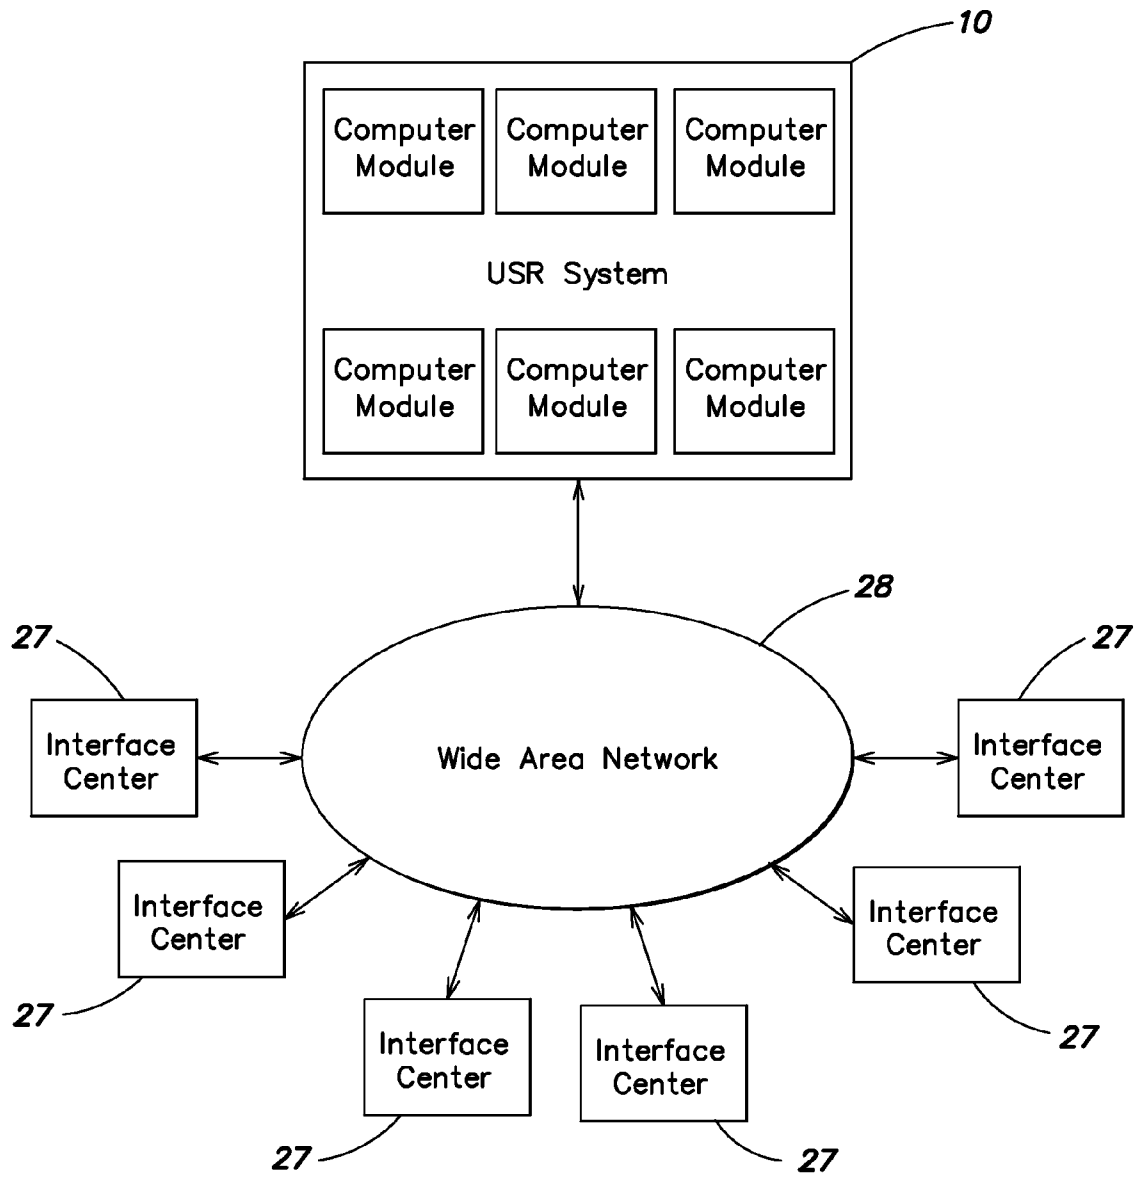 10
Computer Computer Computer
Module Module Module
USR System
Computer Computer Computer
Module Module Module
28
27
27
Interface
Center
Wide Area Network
Interface
Center
Interface
Center
27
Interface
Center
27
Interface
Center
27
Interface
Center
27